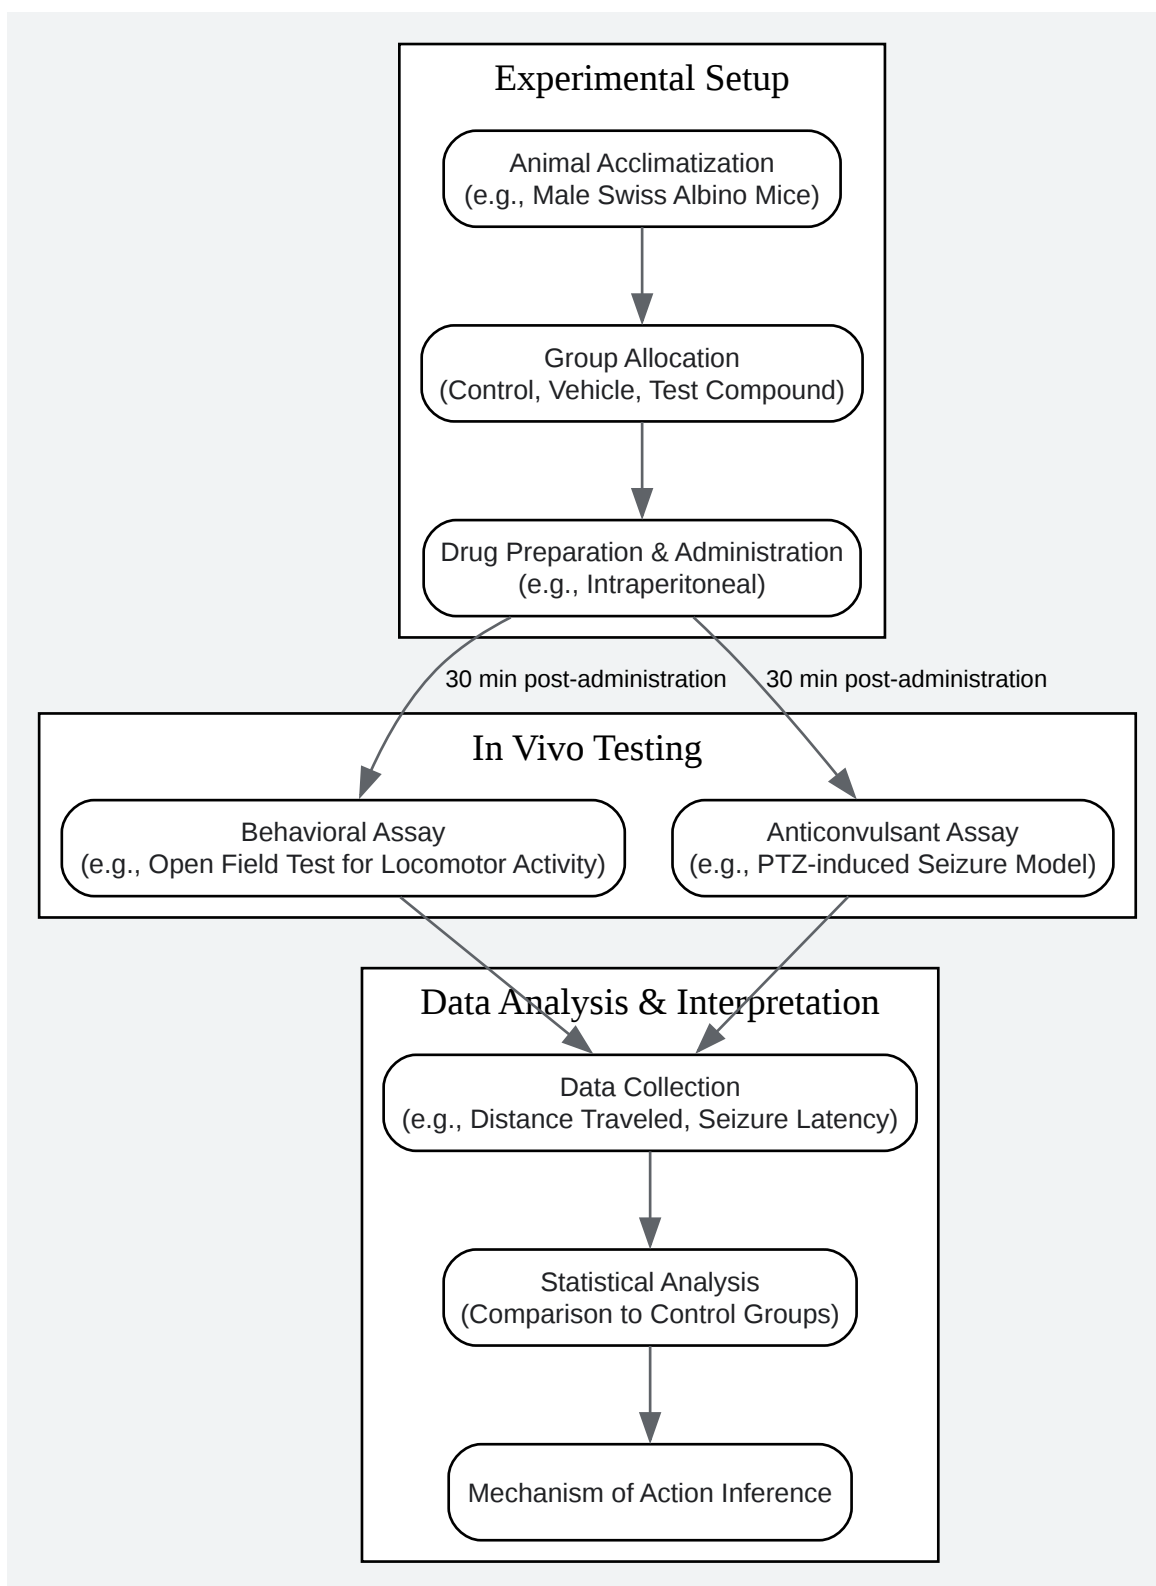 Experimental Setup
Animal Acclimatization
(e.g., Male Swiss Albino Mice)
Group Allocation
(Control, Vehicle, Test Compound)
Drug Preparation & Administration
(e.g., Intraperitoneal)
30 min post-administration
30 min post-administration
In Vivo Testing
Behavioral Assay
(e.g., Open Field Test for Locomotor Activity)
Anticonvulsant Assay
(e.g., PTZ-induced Seizure Model)
Data Analysis & Interpretation
Data Collection
(e.g., Distance Traveled, Seizure Latency)
Statistical Analysis
(Comparison to Control Groups)
Mechanism of Action Inference